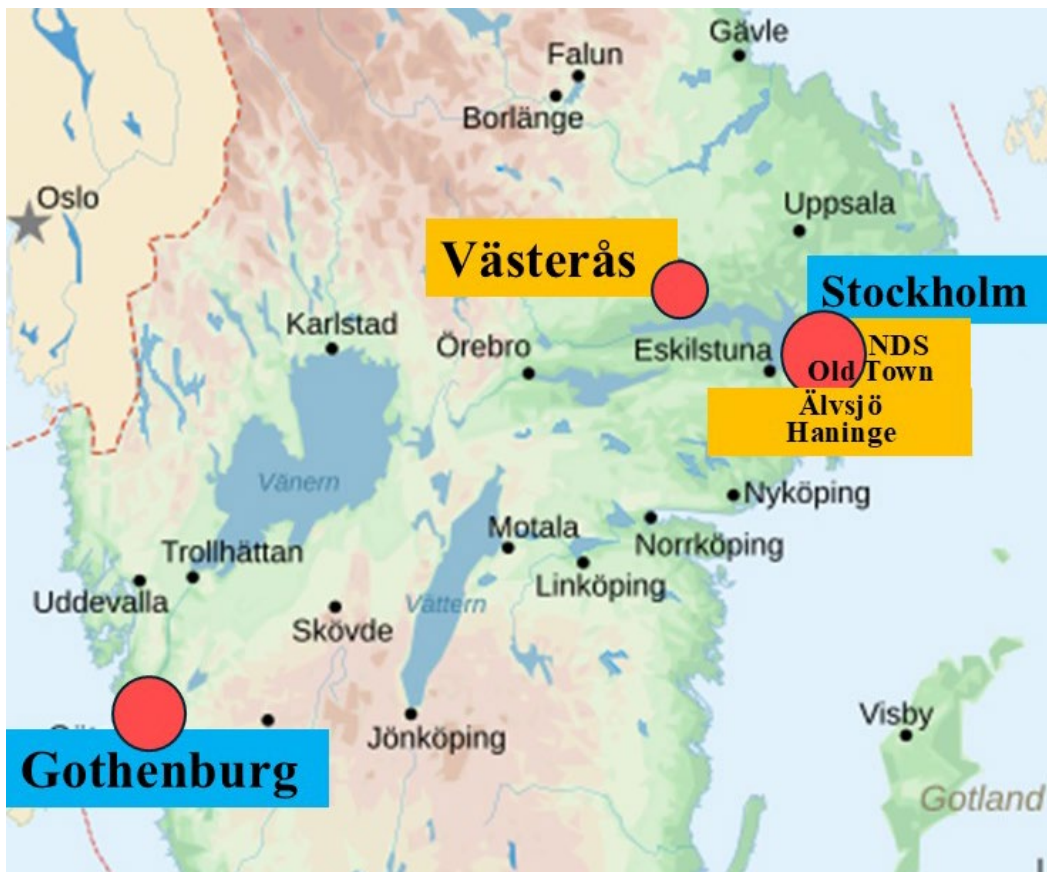 Gävle
Falun
Borlänge
Oslo
Uppsala
Västerås
Stockholm
Karlstad
Örebro
Eskilstuna
NDS
Old Town
Älvsjö
Haninge
Vänern
Nyköping
Motala
Norrköping
Trollhättan
Linköping
Uddevalla
Vättern
Skövde
Visby
Jönköping
Gothenburg
Gotland